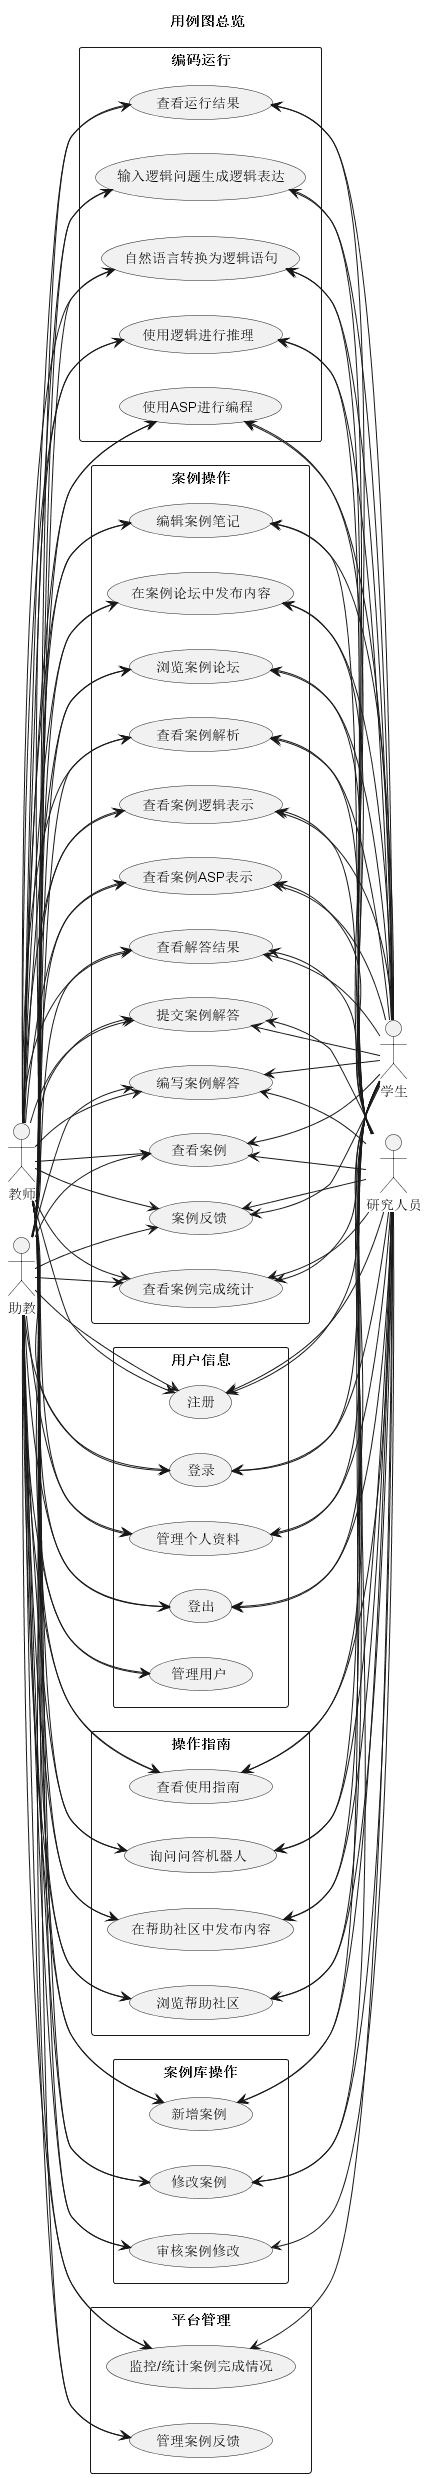 用例图总览
编码运行
查看运行结果
输入逻辑问题生成逻辑表达
自然语言转换为逻辑语句
使用逻辑进行推理
使用ASP进行编程
案例操作
编辑案例笔记
在案例论坛中发布内容
浏览案例论坛
查看案例解析
查看案例逻辑表示
查看案例ASP表示
查看解答结果
提交案例解答
编写案例解答
查看案例
案例反馈
查看案例完成统计
学生
研究人员
教师
助教
用户信息
注册
登录
管理个人资料
登出
管理用户
操作指南
查看使用指南
询问问答机器人
在帮助社区中发布内容
浏览帮助社区
案例库操作
新增案例
修改案例
审核案例修改
平台管理
监控/统计案例完成情况
管理案例反馈